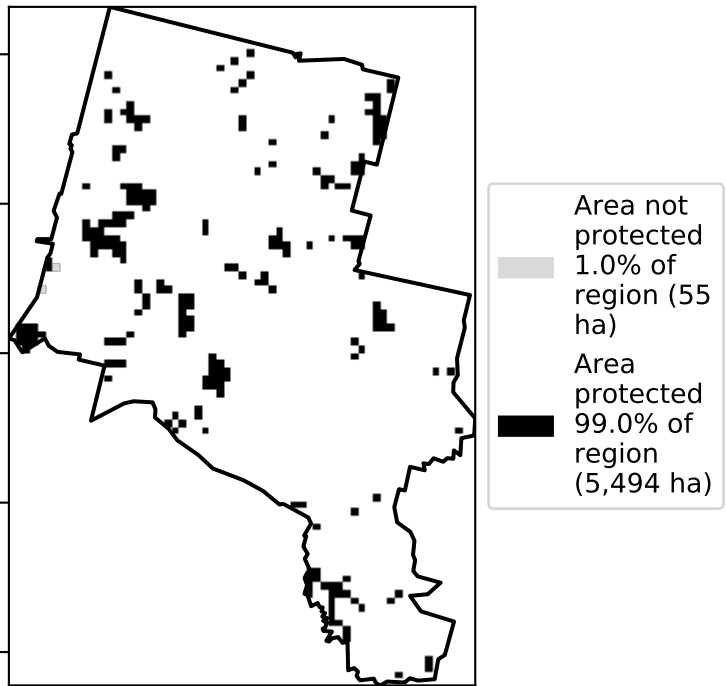 Area not
protected
1.0% of
region (55
ha)
Area
protected
99.0% of
region
(5,494 ha)